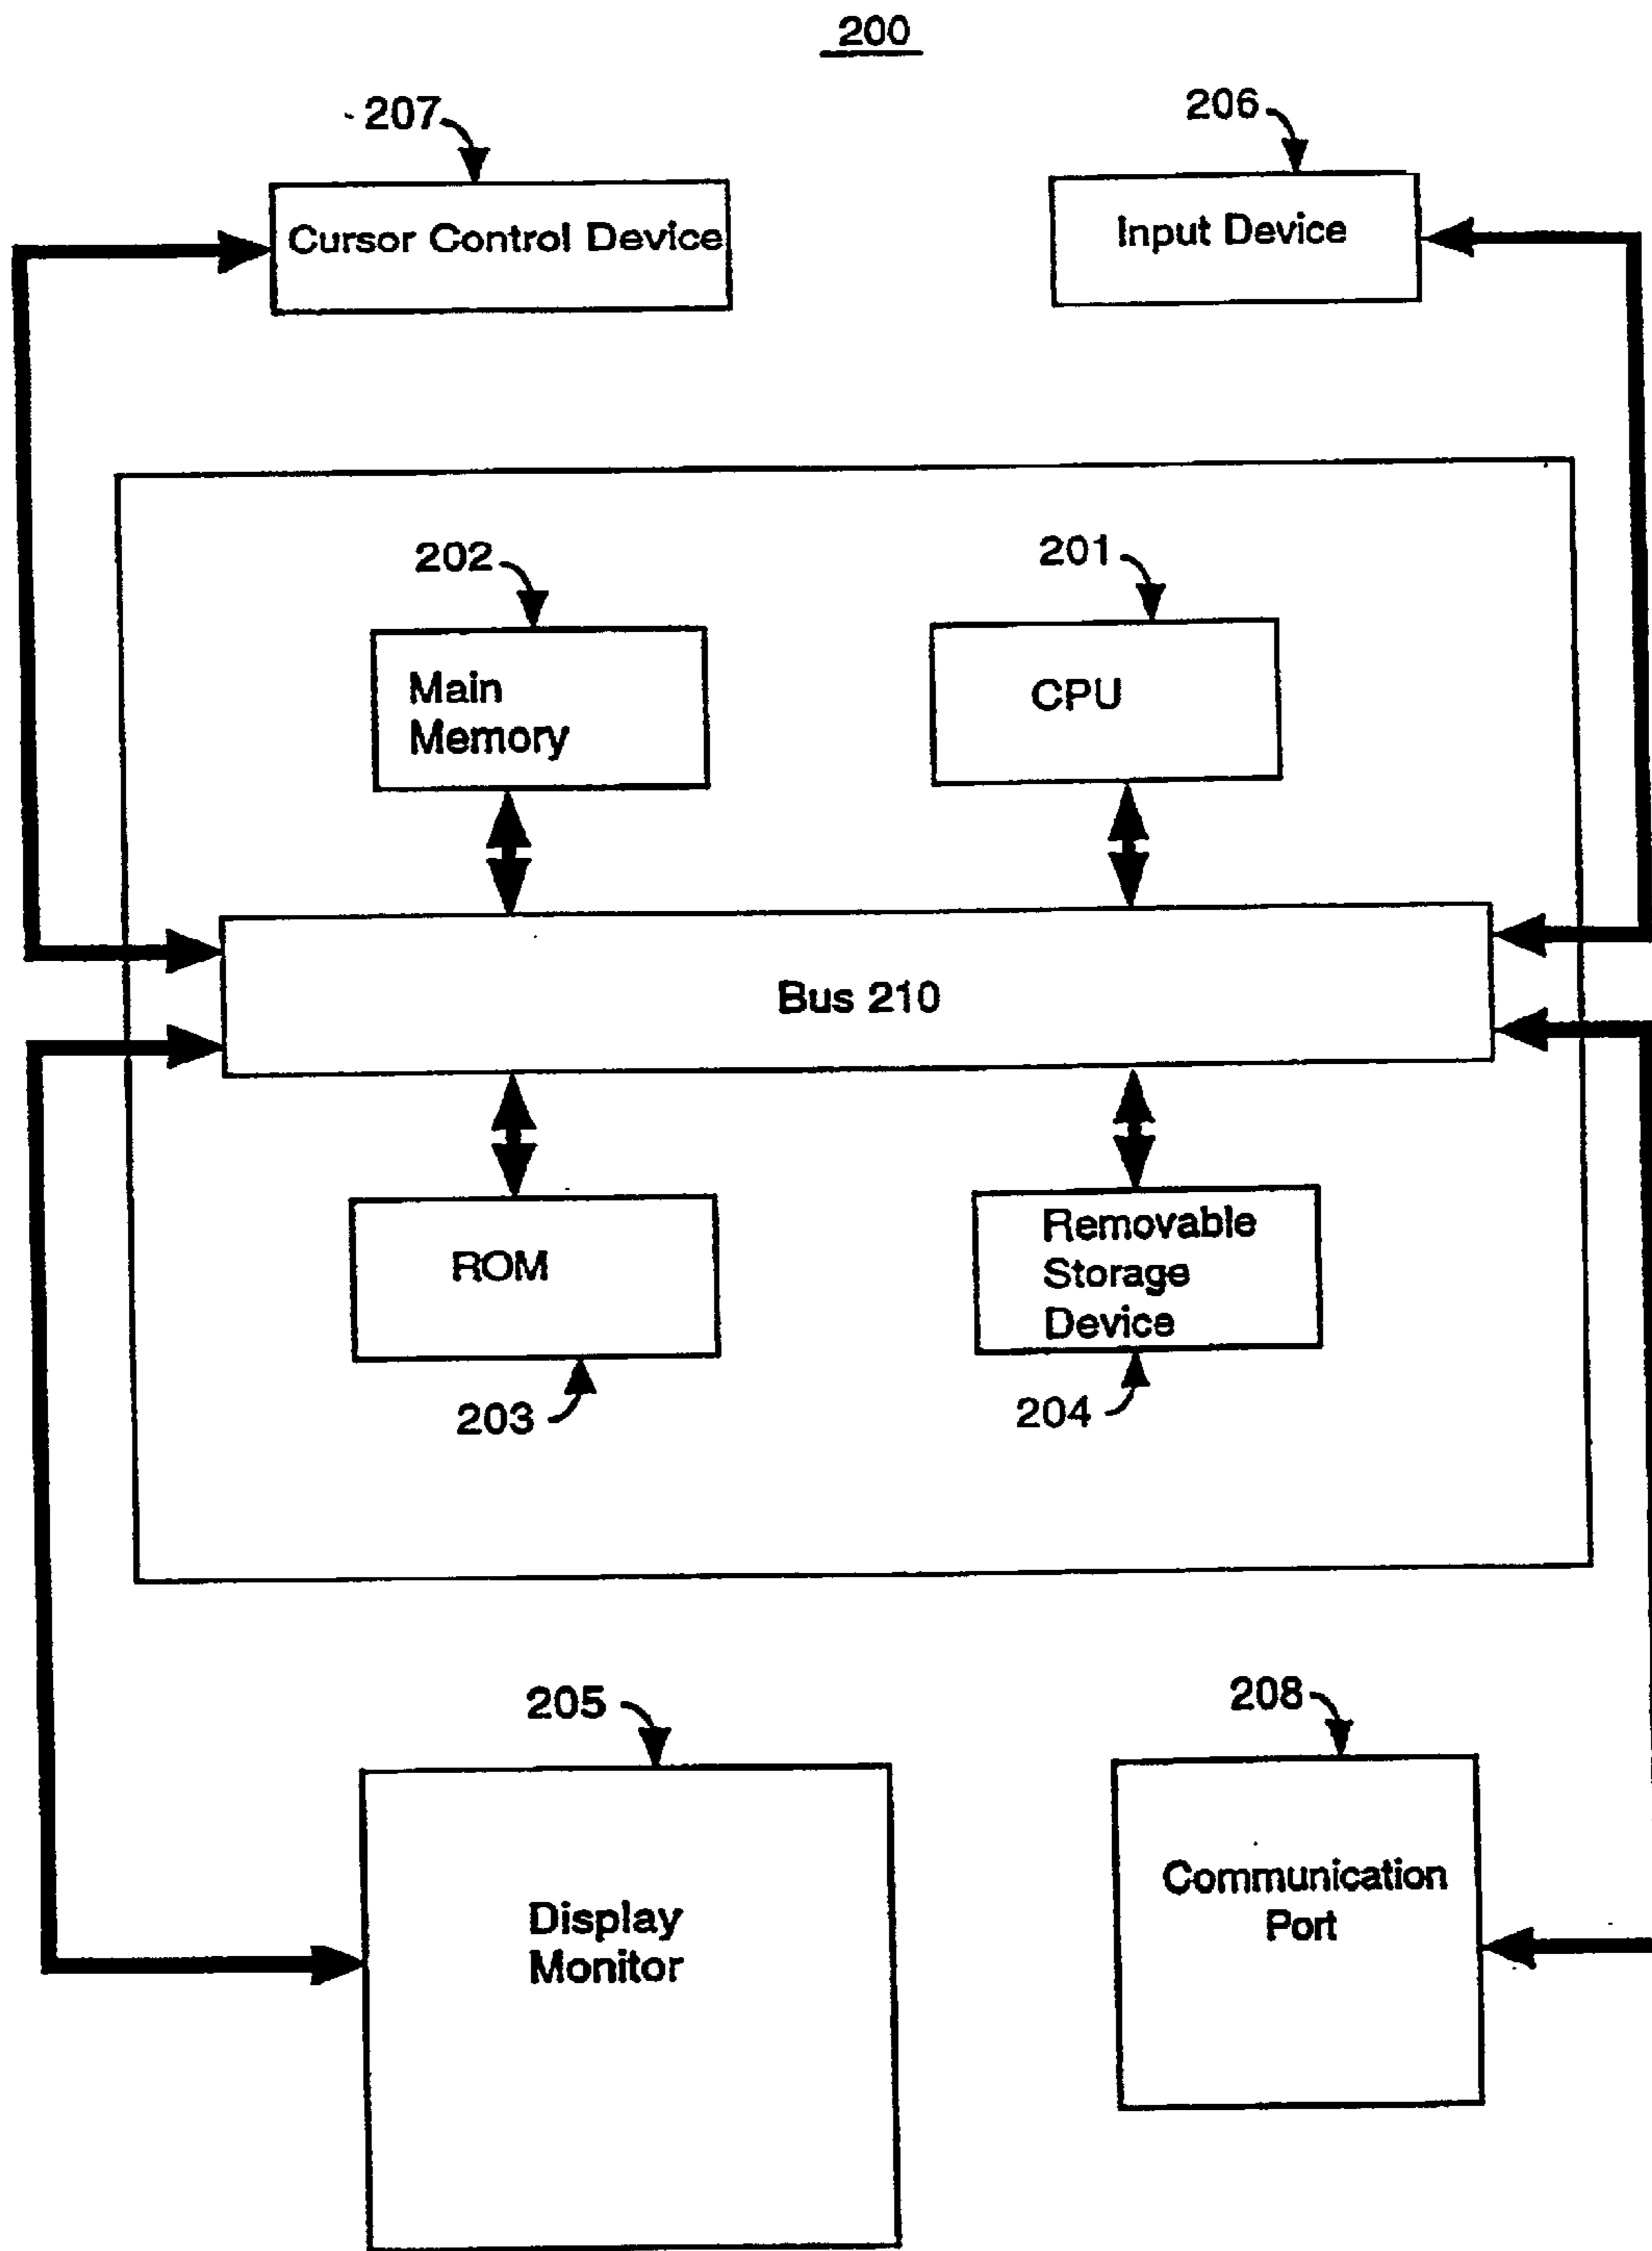 200
207
206
Cursor Control Device
Input Device
202
201
Main
Memory
CPU
Bus 210
ROM
Removable
Storage
Device
203
204
205
208
Display
Monitor
Communication
Port